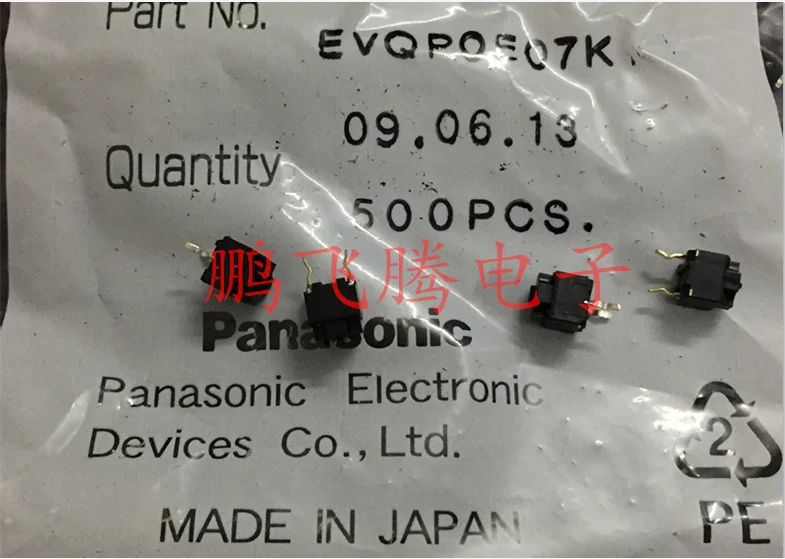 Part No.
EVQP0E07K
09.06.13
Quantity
500PCS.
鹏飞腾电子
Panasonic
Panasonic Electronic
Devices Co.,Ltd.
2
PE
MADE IN JAPAN